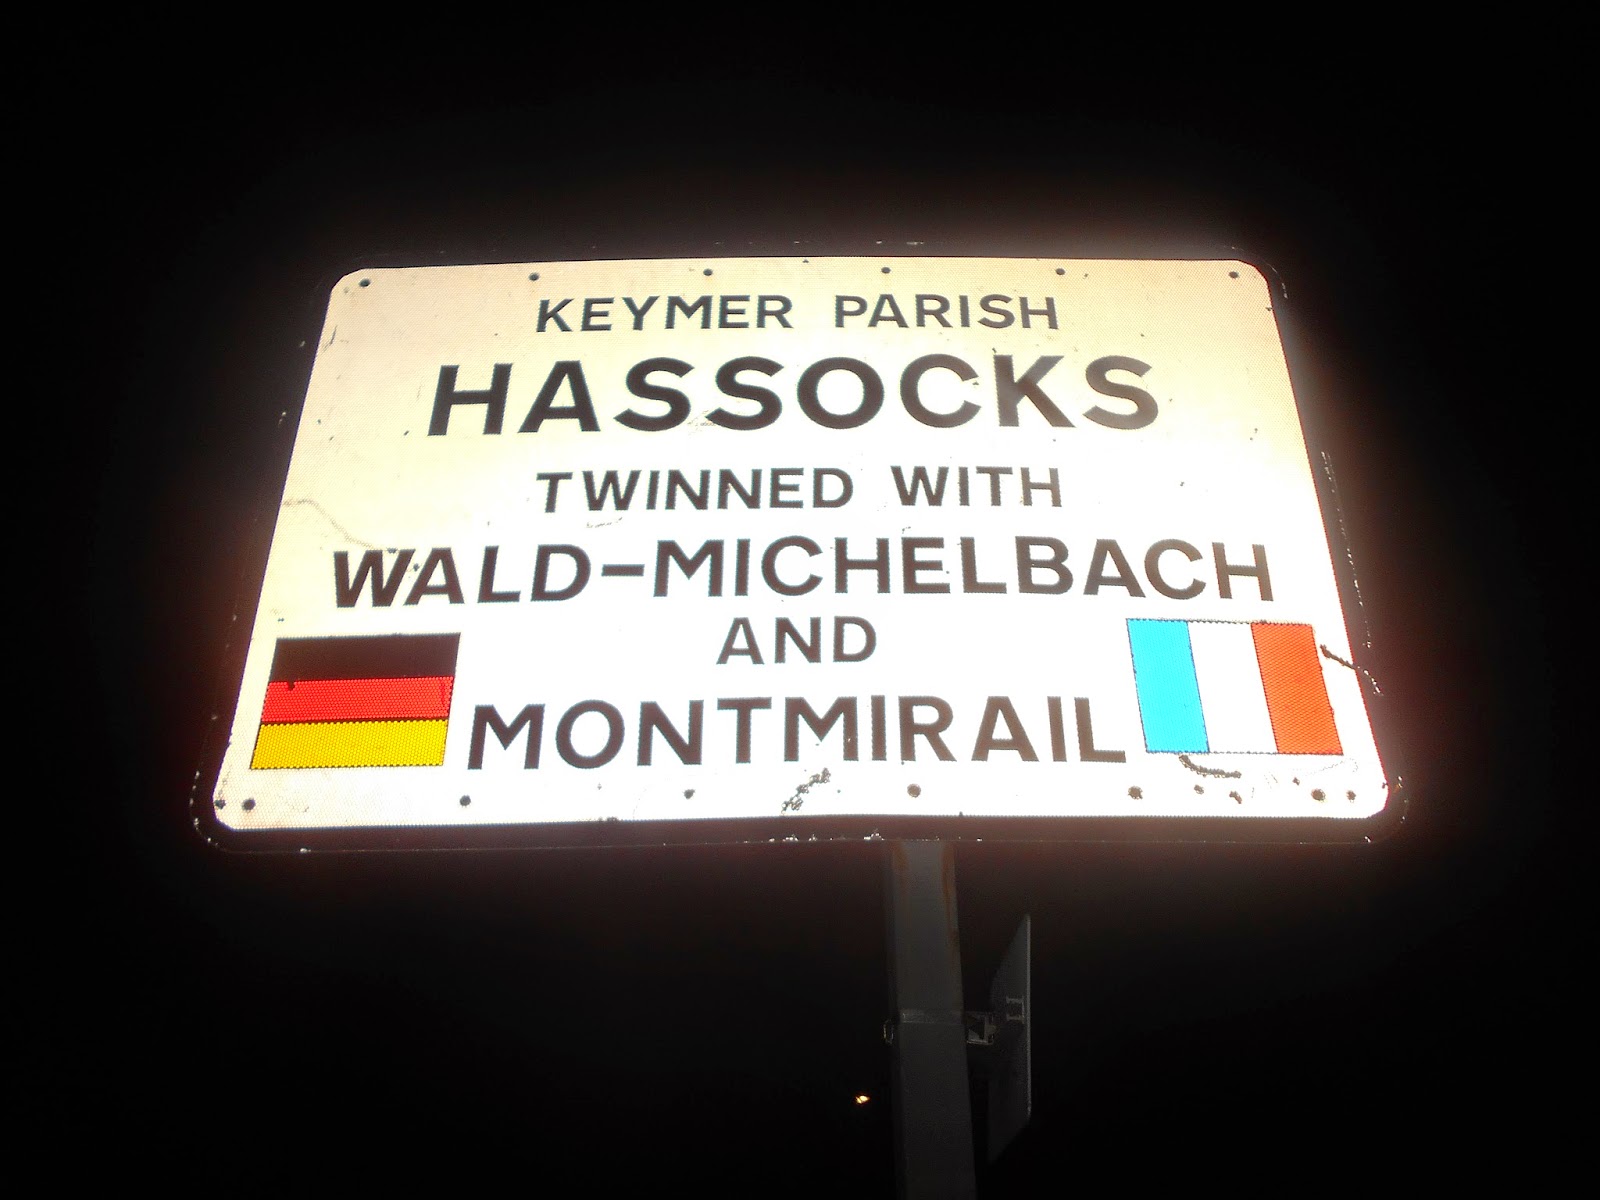 KEYMER PARISH
HASSOCKS
TWINNED WITH
WALD-MICHELBACH
AND
MONTMIRAIL